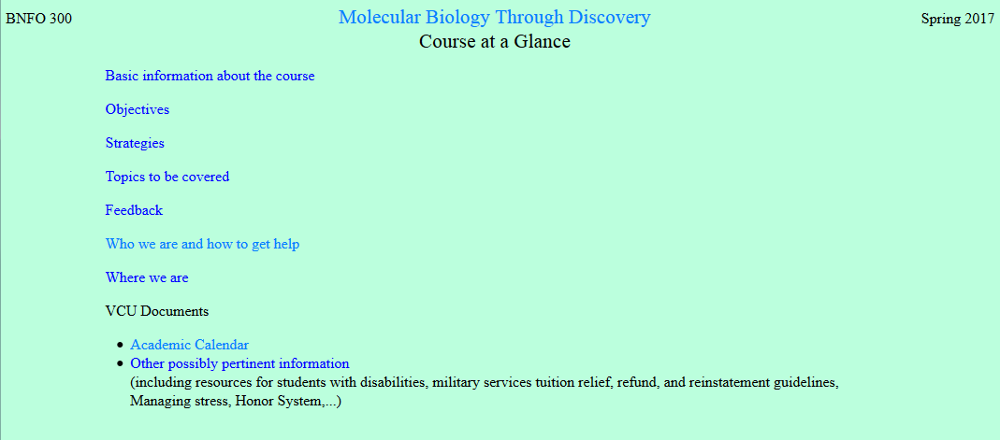 BNFO 300
Molecular Biology Through Discovery
Spring 2017
Course at a Glance
Basic information about the course
Objectives
Strategies
Topics to be covered
Feedback
Who we are and how to get help
Where we are
VCU Documents
• Academic Calendar
• Other possibly pertinent information
(including resources for students with disabilities, military services tuition relief, refund, and reinstatement guidelines,
Managing stress, Honor System,...)